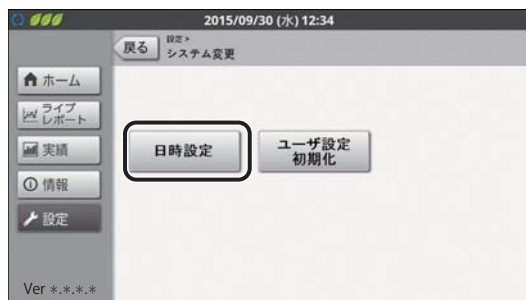 2015/09/30 (水) 12:34
戻る
設定>
システム変更
ホーム
ライブ
レポート
実績
情報
設定
日時設定
ユーザ設定
初期化
Ver *.*.*.*